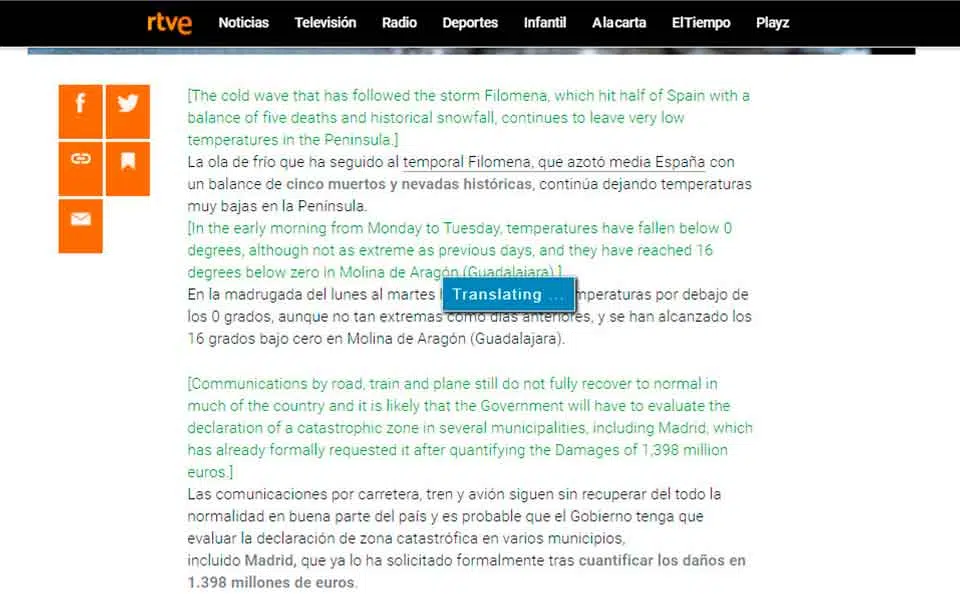 rtve Noticias Televisión Radio Deportes Infantil A la carta El Tiempo Playz
[The cold wave that has followed the storm Filomena, which hit half of Spain with a
balance of five deaths and historical snowfall, continues to leave very low
temperatures in the Peninsula.]
La ola de frío que ha seguido al temporal Filomena, que azotó media España con
un balance de cinco muertos y nevadas históricas, continúa dejando temperaturas
muy bajas en la Península.
[In the early morning from Monday to Tuesday, temperatures have fallen below 0
degrees, although not as extreme as previous days, and they have reached 16
degrees below zero in Molina de Aragón (Guadalajara).]
En la madrugada del lunes al martes Translating ... mperaturas por debajo de
los 0 grados, aunque no tan extremas como días anteriores, y se han alcanzado los
16 grados bajo cero en Molina de Aragón (Guadalajara).
[Communications by road, train and plane still do not fully recover to normal in
much of the country and it is likely that the Government will have to evaluate the
declaration of a catastrophic zone in several municipalities, including Madrid, which
has already formally requested it after quantifying the Damages of 1,398 million
euros.]
Las comunicaciones por carretera, tren y avión siguen sin recuperar del todo la
normalidad en buena parte del país y es probable que el Gobierno tenga que
evaluar la declaración de zona catastrófica en varios municipios,
incluido Madrid, que ya lo ha solicitado formalmente tras cuantificar los daños en
1.398 millones de euros.